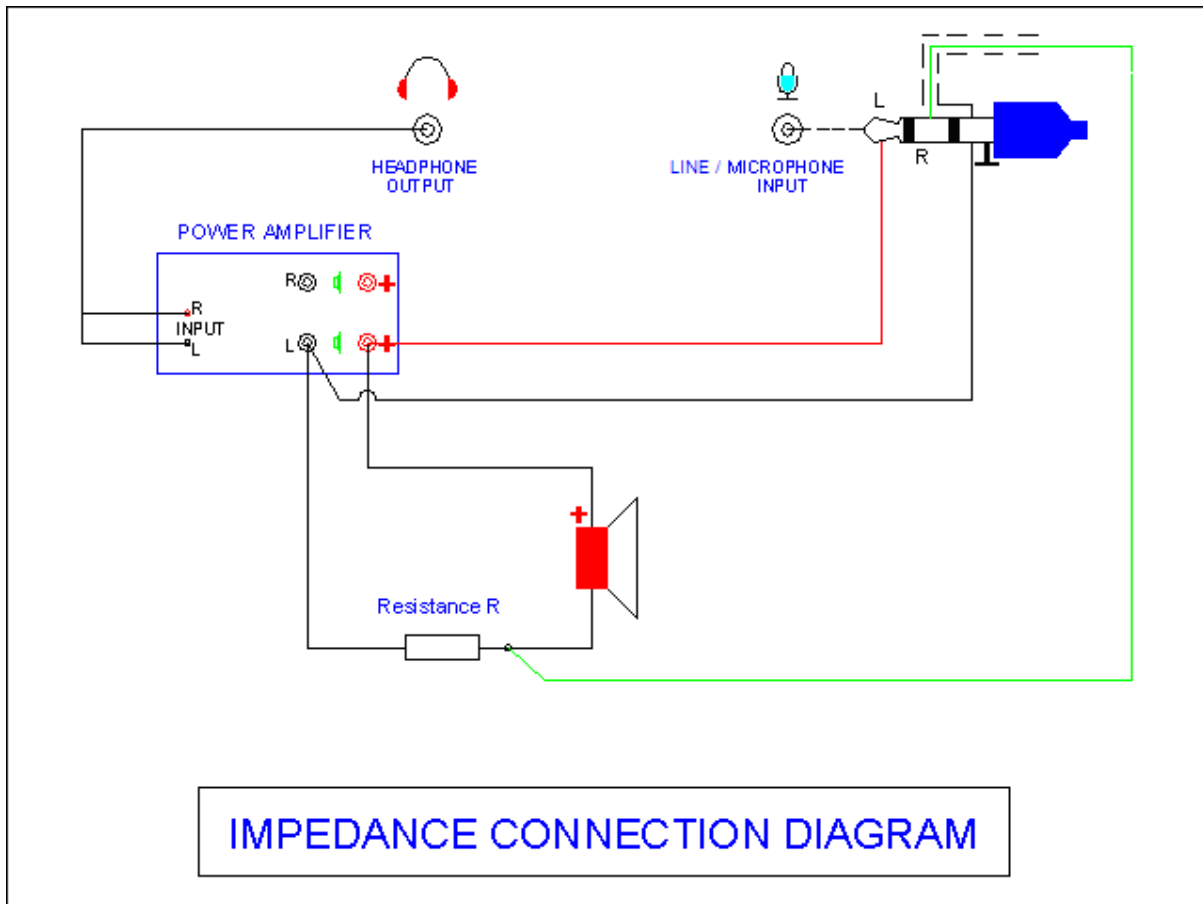 L
HEADPHONE
OUTPUT
LINE / MICROPHONE
INPUT
R
POWER AMPLIFIER
R
+
R
INPUT
L
L
+
+
Resistance R
IMPEDANCE CONNECTION DIAGRAM